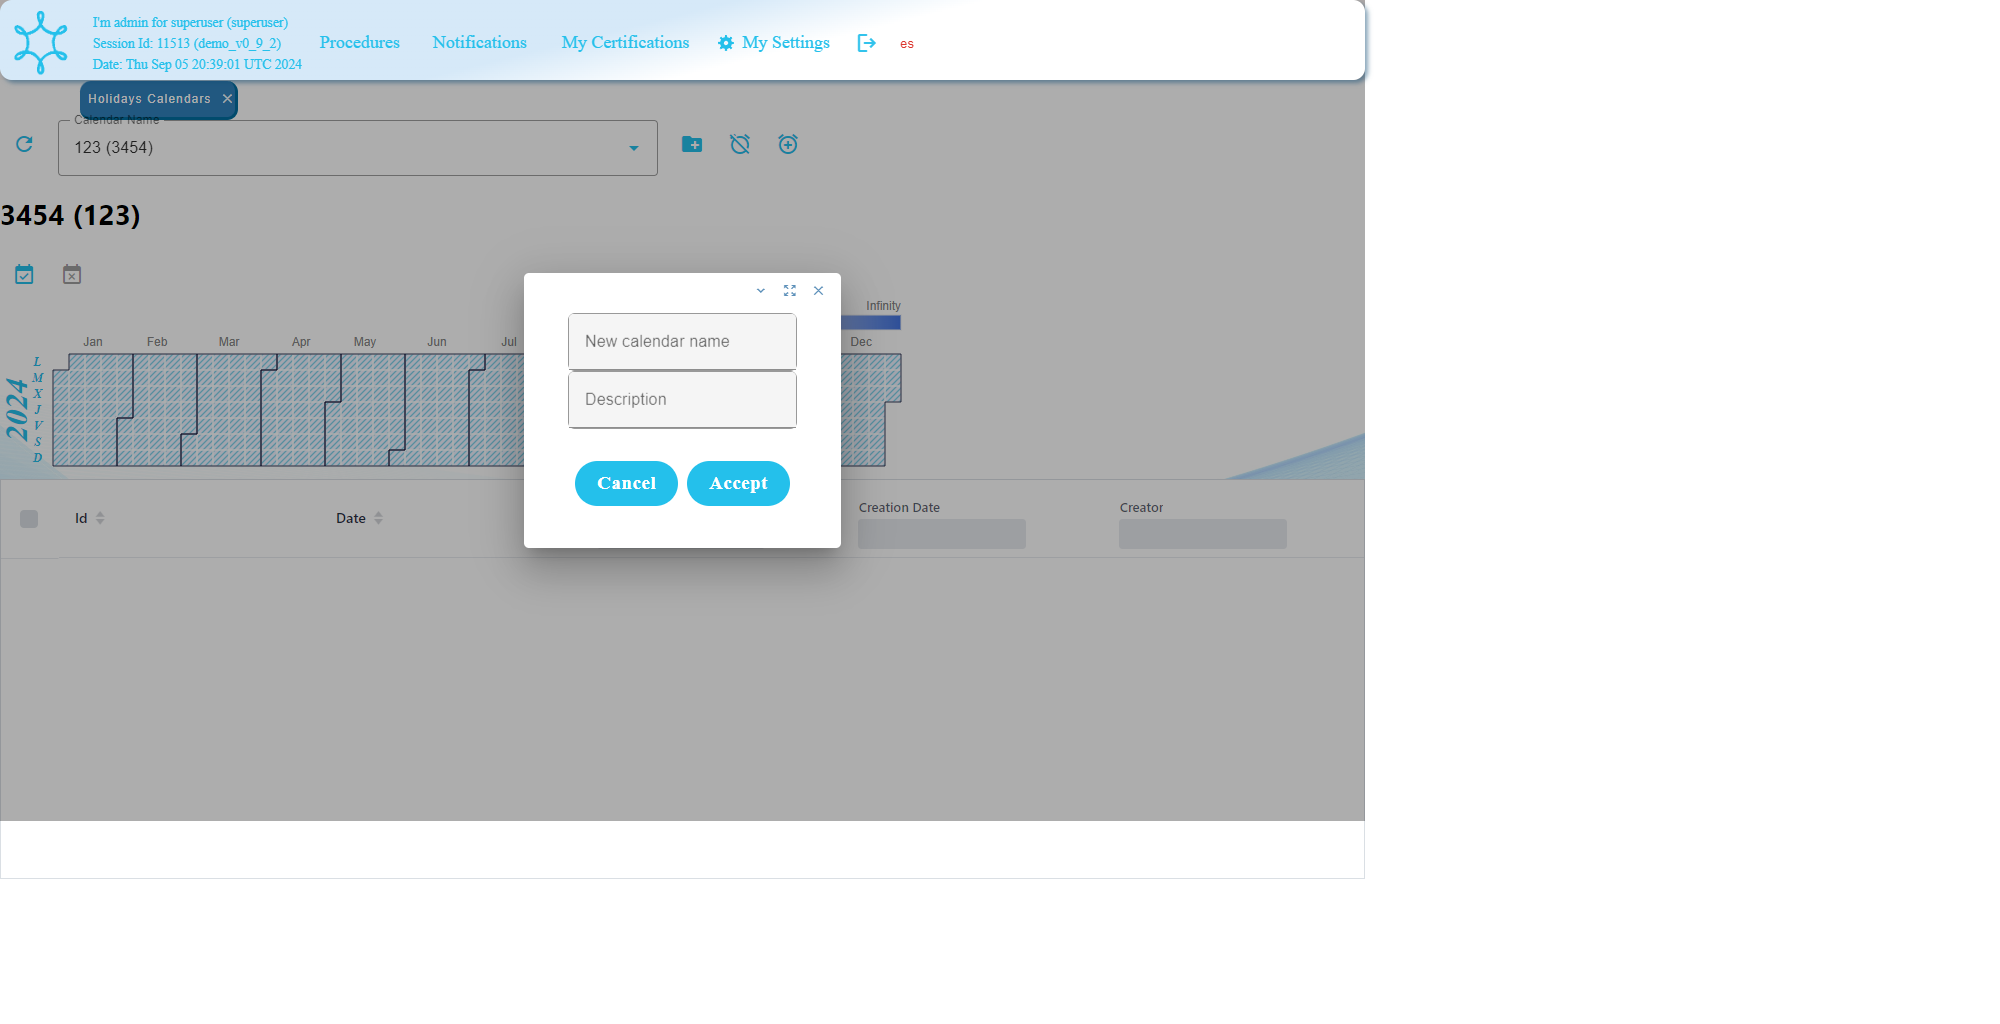 I'm admin for superuser (superuser)
Session Id: 11513 (demo_v0_9_2)
Date: Thu Sep 05 20:39:01 UTC 2024
Procedures
Notifications
My Certifications
My Settings
es
Holidays Calendars
Calendar Name
123 (3454)
3454 (123)
Infinity
Jan Feb Mar Apr May Jun Jul Dec
2024
L
M
X
J
V
S
D
New calendar name
Description
Cancel Accept
Id Date Creation Date Creator